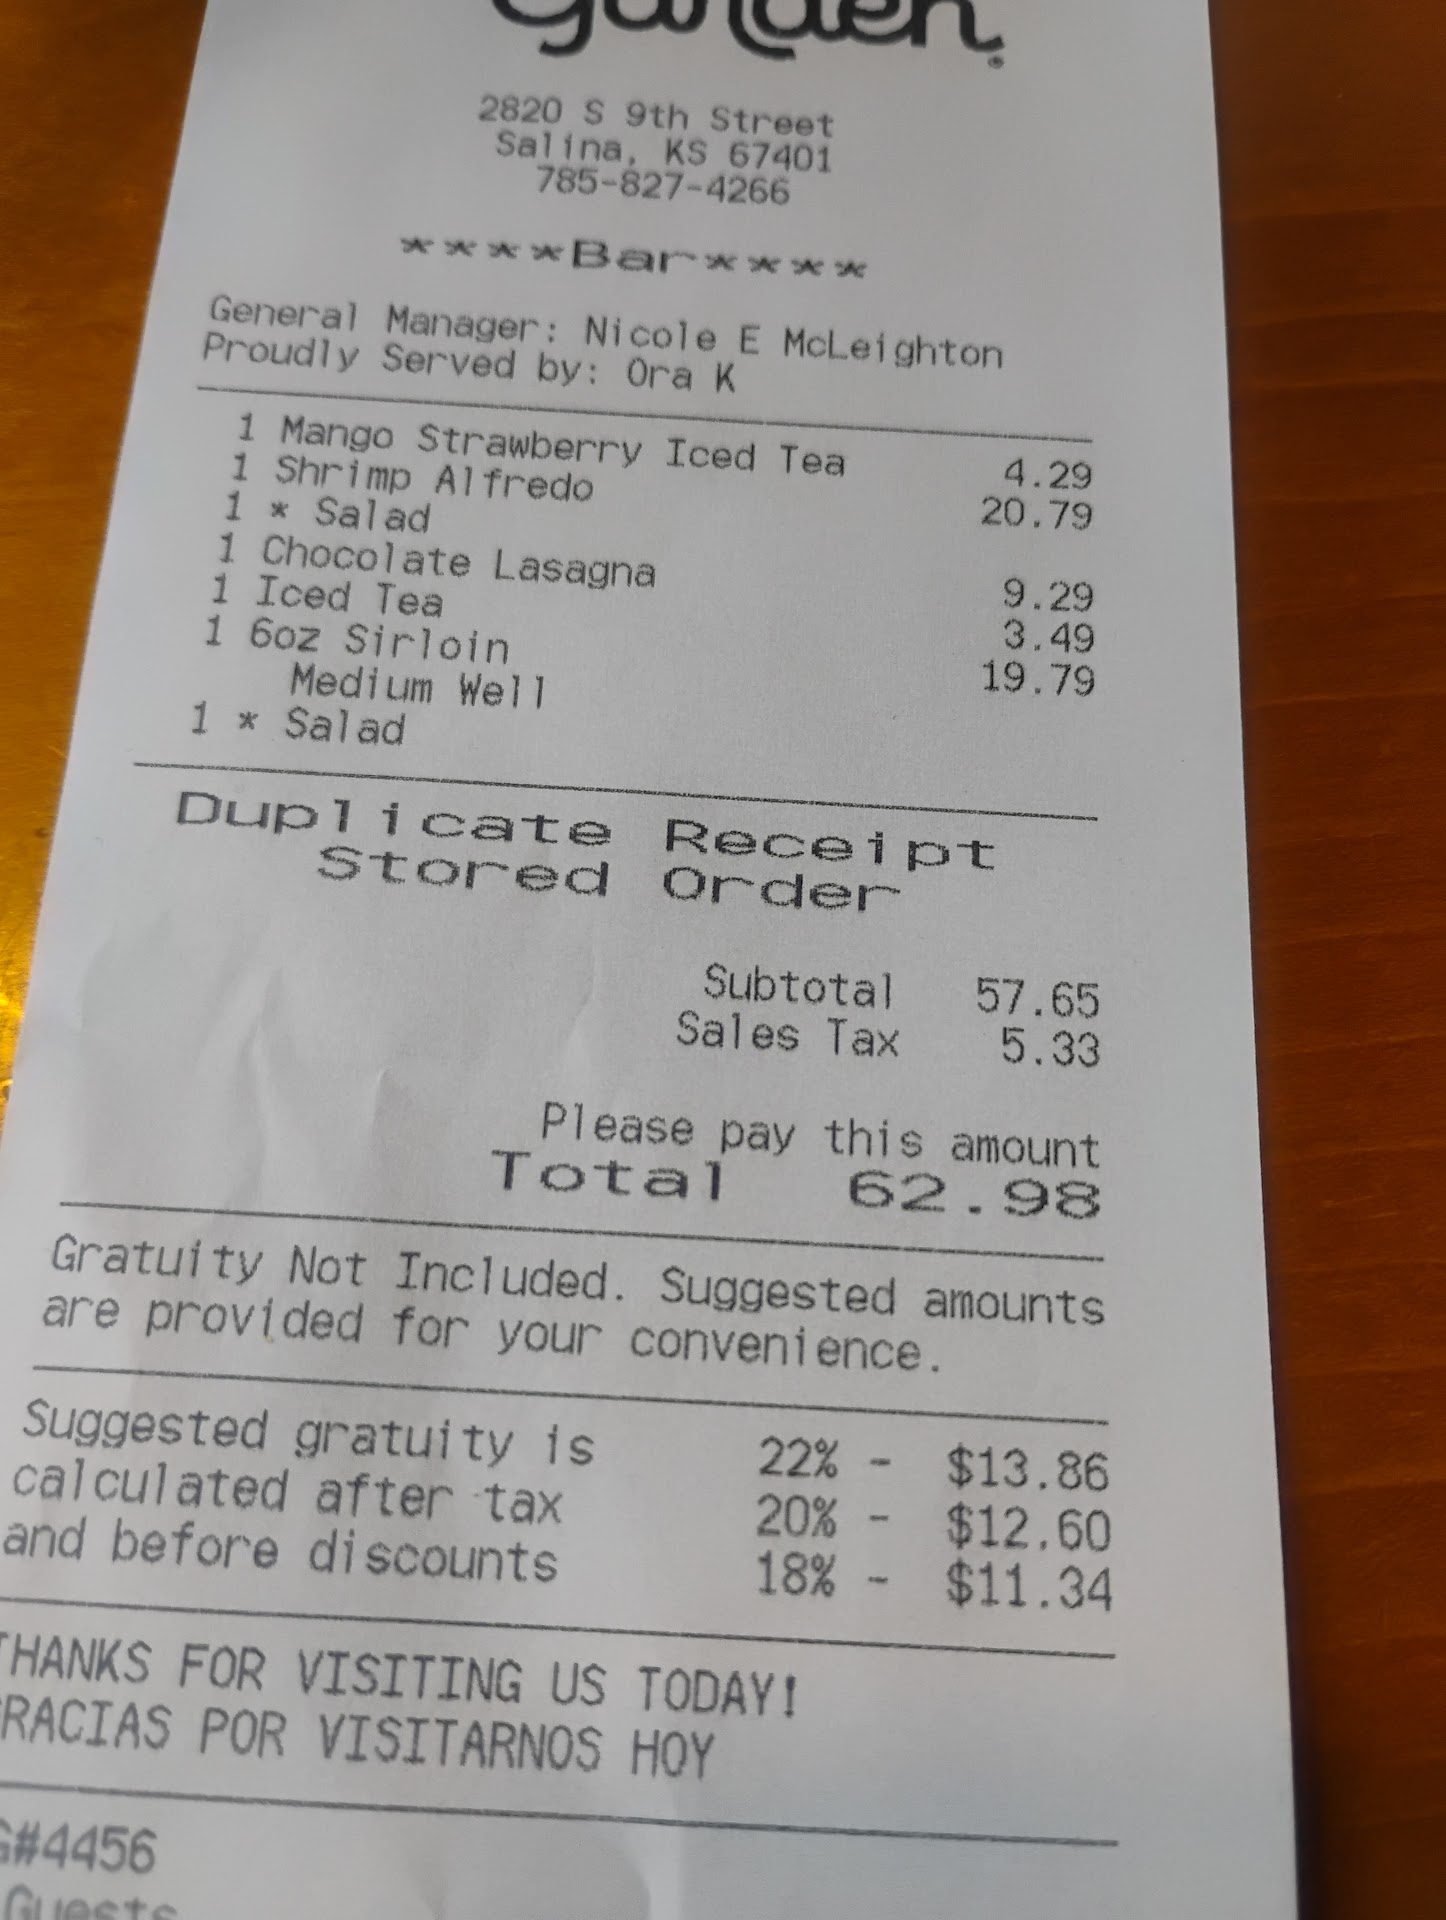 Garden
2820 S 9th Street
Salina, KS 67401
785-827-4266
****Bar****
General Manager: Nicole E McLeighton
Proudly Served by: Ora K
1 Mango Strawberry Iced Tea 4.29
1 Shrimp Alfredo 20.79
1 * Salad
1 Chocolate Lasagna 9.29
1 Iced Tea 3.49
1 6oz Sirloin 19.79
Medium Well
1 * Salad
Duplicate Receipt
Stored Order
Subtotal 57.65
Sales Tax 5.33
Please pay this amount
Total 62.98
Gratuity Not Included. Suggested amounts
are provided for your convenience.
Suggested gratuity is 22% - $13.86
calculated after tax 20% - $12.60
and before discounts 18% - $11.34
THANKS FOR VISITING US TODAY!
GRACIAS POR VISITARNOS HOY
G#4456
Guests